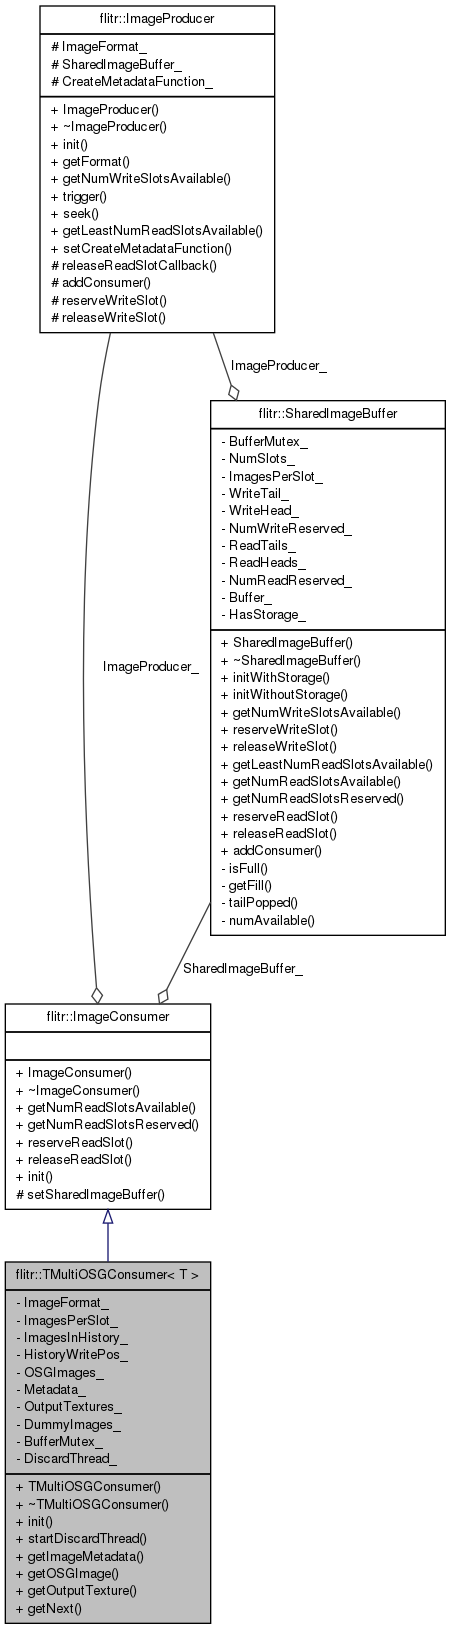 flitr::ImageProducer
# ImageFormat_
# SharedImageBuffer_
# CreateMetadataFunction_
+ ImageProducer()
+ ~ImageProducer()
+ init()
+ getFormat()
+ getNumWriteSlotsAvailable()
+ trigger()
+ seek()
+ getLeastNumReadSlotsAvailable()
+ setCreateMetadataFunction()
# releaseReadSlotCallback()
# addConsumer()
# reserveWriteSlot()
# releaseWriteSlot()
ImageProducer_
flitr::SharedImageBuffer
- BufferMutex_
- NumSlots_
- ImagesPerSlot_
- WriteTail_
- WriteHead_
- NumWriteReserved_
- ReadTails_
- ReadHeads_
- NumReadReserved_
- Buffer_
- HasStorage_
+ SharedImageBuffer()
+ ~SharedImageBuffer()
+ initWithStorage()
+ initWithoutStorage()
+ getNumWriteSlotsAvailable()
+ reserveWriteSlot()
+ releaseWriteSlot()
+ getLeastNumReadSlotsAvailable()
+ getNumReadSlotsAvailable()
+ getNumReadSlotsReserved()
+ reserveReadSlot()
+ releaseReadSlot()
+ addConsumer()
- isFull()
- getFill()
- tailPopped()
- numAvailable()
ImageProducer_
SharedImageBuffer_
flitr::ImageConsumer
+ ImageConsumer()
+ ~ImageConsumer()
+ getNumReadSlotsAvailable()
+ getNumReadSlotsReserved()
+ reserveReadSlot()
+ releaseReadSlot()
+ init()
# setSharedImageBuffer()
flitr::TMultiOSGConsumer< T >
- ImageFormat_
- ImagesPerSlot_
- ImagesInHistory_
- HistoryWritePos_
- OSGImages_
- Metadata_
- OutputTextures_
- DummyImages_
- BufferMutex_
- DiscardThread_
+ TMultiOSGConsumer()
+ ~TMultiOSGConsumer()
+ init()
+ startDiscardThread()
+ getImageMetadata()
+ getOSGImage()
+ getOutputTexture()
+ getNext()